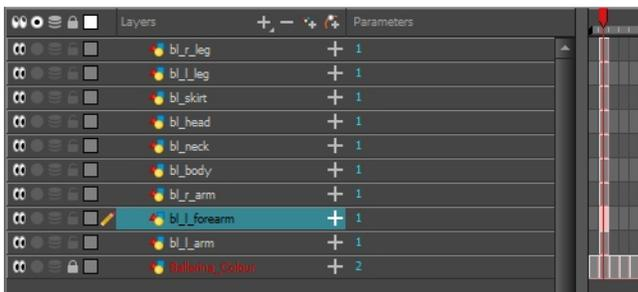 Layers Parameters
bl_r_leg 1
bl_l_leg 1
bl_skirt 1
bl_head 1
bl_neck 1
bl_body 1
bl_r_arm 1
bl_l_forearm 1
bl_l_arm 1
Ballerina_Colour 2